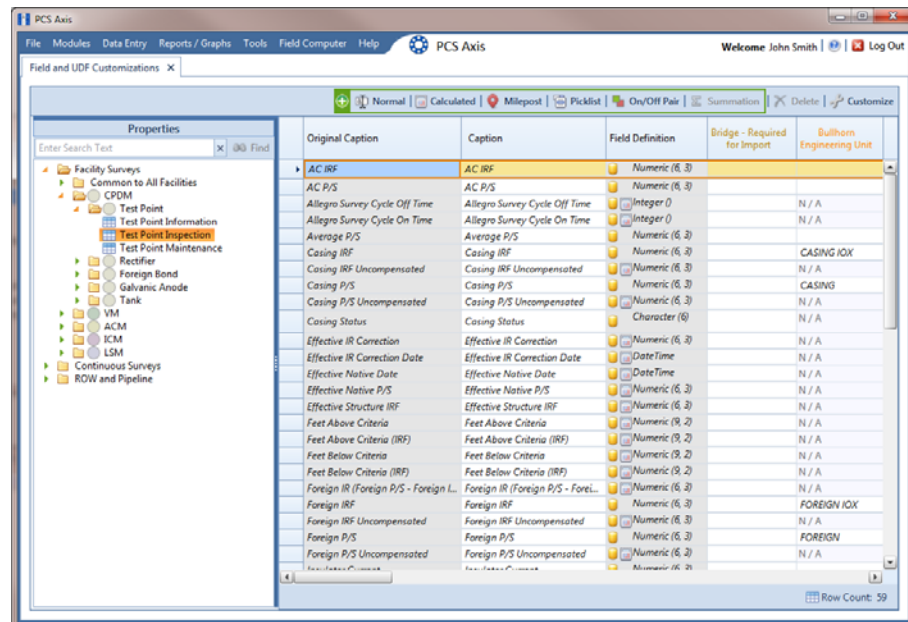 PCS Axis
File Modules Data Entry Reports / Graphs Tools Field Computer Help PCS Axis Welcome John Smith Log Out
Field and UDF Customizations X
Normal | Calculated | Milepost | Picklist | On/Off Pair | Summation | Delete | Customize
Properties
Enter Search Text x Find
Facility Surveys
Common to All Facilities
CPDM
Test Point
Test Point Information
Test Point Inspection
Test Point Maintenance
Rectifier
Foreign Bond
Galvanic Anode
Tank
VM
ACM
ICM
LSM
Continuous Surveys
ROW and Pipeline
Original Caption Caption Field Definition Bridge - Required for Import Bullhorn Engineering Unit
AC IRF AC IRF Numeric (6, 3)
AC P/S AC P/S Numeric (6, 3)
Allegro Survey Cycle Off Time Allegro Survey Cycle Off Time Integer () N / A
Allegro Survey Cycle On Time Allegro Survey Cycle On Time Integer () N / A
Average P/S Average P/S Numeric (6, 3)
Casing IRF Casing IRF Numeric (6, 3) CASING IOX
Casing IRF Uncompensated Casing IRF Uncompensated Numeric (6, 3) N / A
Casing P/S Casing P/S Numeric (6, 3) CASING
Casing P/S Uncompensated Casing P/S Uncompensated Numeric (6, 3) N / A
Casing Status Casing Status Character (6) N / A
Effective IR Correction Effective IR Correction Numeric (6, 3) N / A
Effective IR Correction Date Effective IR Correction Date DateTime N / A
Effective Native Date Effective Native Date DateTime N / A
Effective Native P/S Effective Native P/S Numeric (6, 3) N / A
Effective Structure IRF Effective Structure IRF Numeric (6, 3) N / A
Feet Above Criteria Feet Above Criteria Numeric (9, 2) N / A
Feet Above Criteria (IRF) Feet Above Criteria (IRF) Numeric (9, 2) N / A
Feet Below Criteria Feet Below Criteria Numeric (9, 2) N / A
Feet Below Criteria (IRF) Feet Below Criteria (IRF) Numeric (9, 2) N / A
Foreign IR (Foreign P/S - Foreign I... Foreign IR (Foreign P/S - Forei... Numeric (6, 3) N / A
Foreign IRF Foreign IRF Numeric (6, 3) FOREIGN IOX
Foreign IRF Uncompensated Foreign IRF Uncompensated Numeric (6, 3) N / A
Foreign P/S Foreign P/S Numeric (6, 3) FOREIGN
Foreign P/S Uncompensated Foreign P/S Uncompensated Numeric (6, 3) N / A
Row Count: 59